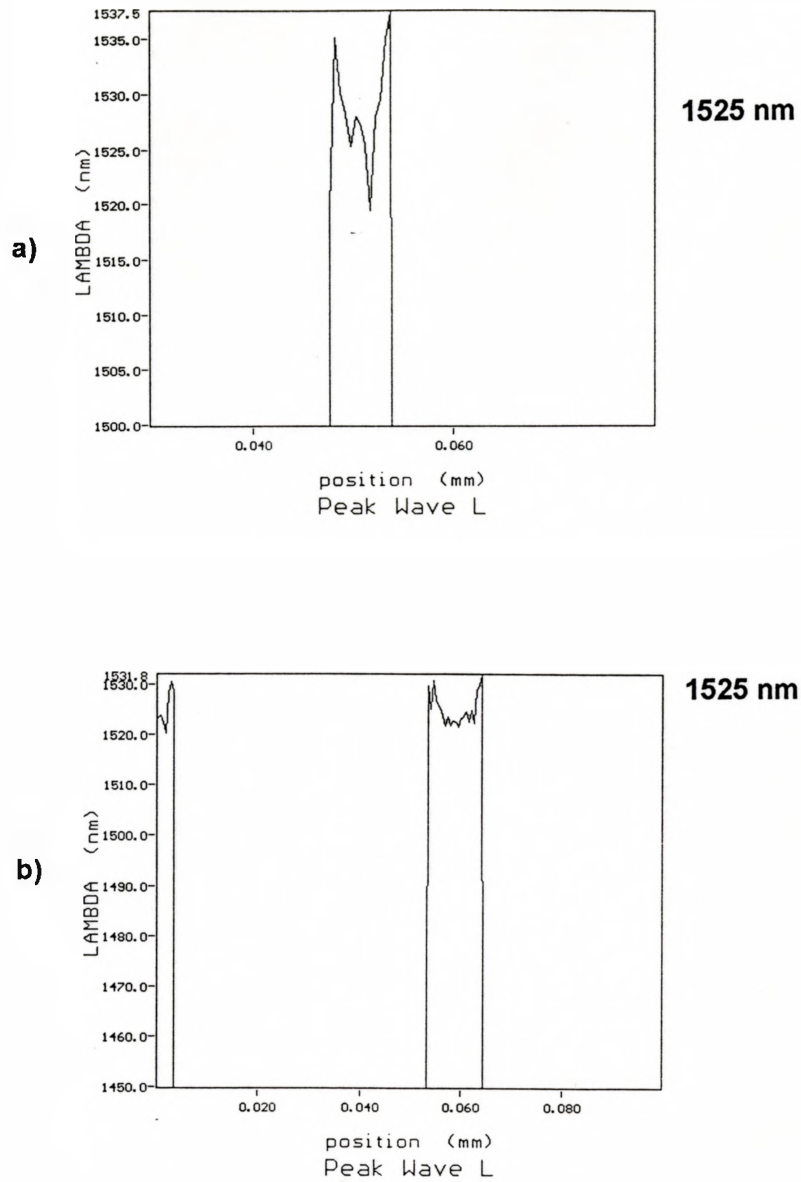 a)
1525 nm
1537.5
1535.0
1530.0
1525.0
1520.0
1515.0
1510.0
1505.0
1500.0
LAMBDA (nm)
0.040 0.060
position (mm)
Peak Wave L
b)
1525 nm
1531.8
1530.0
1520.0
1510.0
1500.0
1490.0
1480.0
1470.0
1460.0
1450.0
LAMBDA (nm)
0.020 0.040 0.060 0.080
position (mm)
Peak Wave L